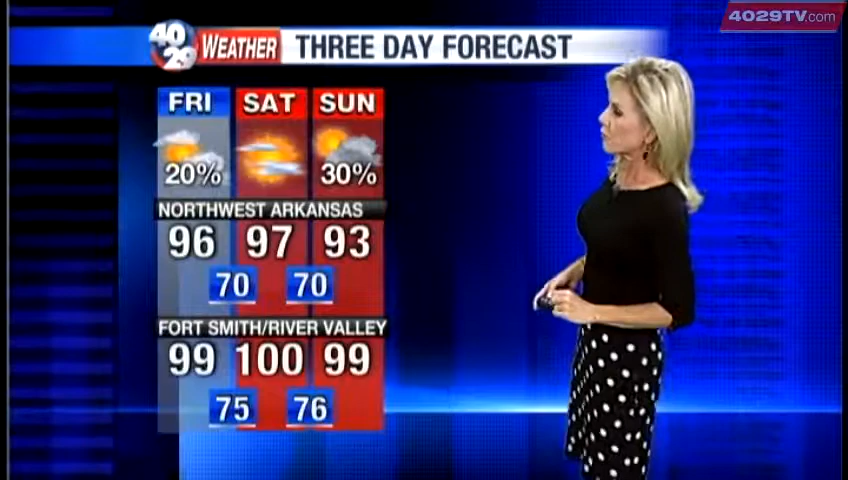 4029TV.com
40
29
WEATHER
THREE DAY FORECAST
FRI SAT SUN
20% 30%
NORTHWEST ARKANSAS
96 97 93
70 70
FORT SMITH/RIVER VALLEY
99 100 99
75 76